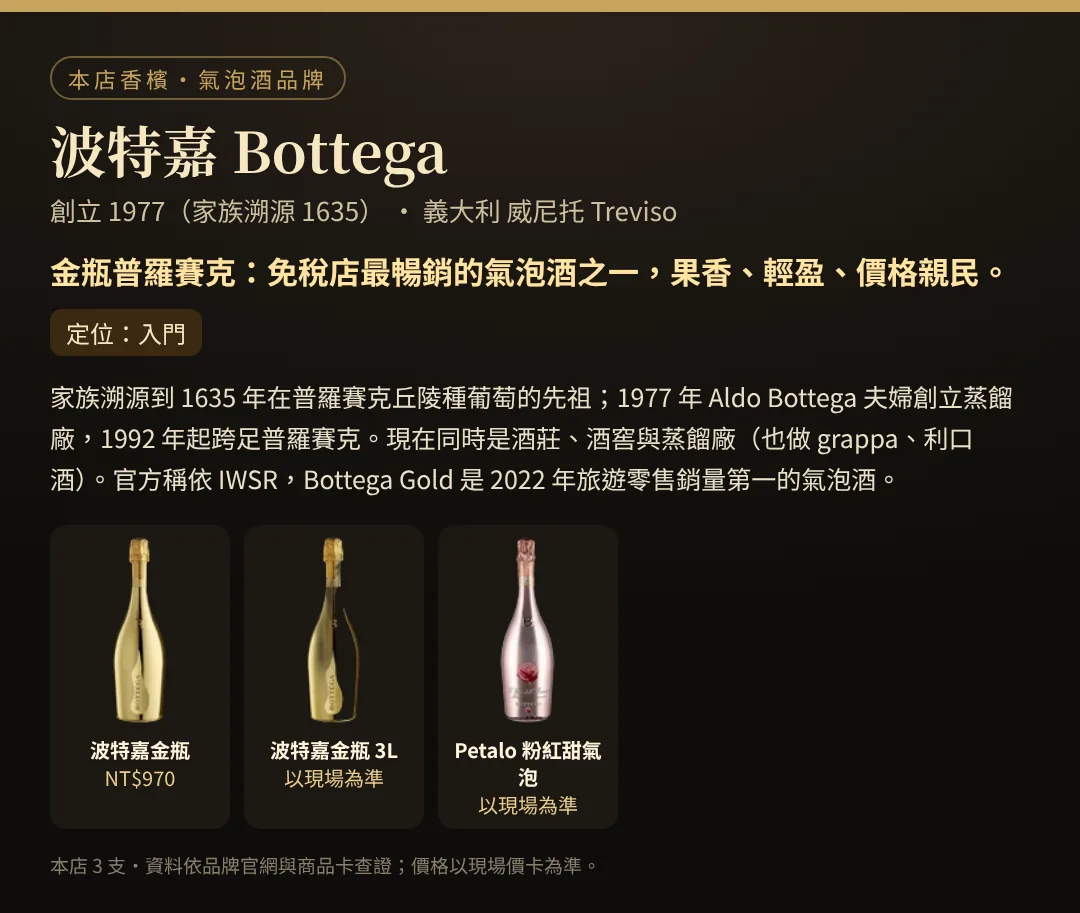 本店香檳・氣泡酒品牌
波特嘉 Bottega
創立 1977（家族溯源 1635）・義大利 威尼托 Treviso
金瓶普羅賽克：免稅店最暢銷的氣泡酒之一，果香、輕盈、價格親民。
定位：入門
家族溯源到 1635 年在普羅賽克丘陵種葡萄的先祖；1977 年 Aldo Bottega 夫婦創立蒸餾
廠，1992 年起跨足普羅賽克。現在同時是酒莊、酒窖與蒸餾廠（也做 grappa、利口
酒）。官方稱依 IWSR，Bottega Gold 是 2022 年旅遊零售銷量第一的氣泡酒。
波特嘉金瓶
NT$970
波特嘉金瓶 3L
以現場為準
Petalo 粉紅甜氣
泡
以現場為準
本店 3 支・資料依品牌官網與商品卡查證；價格以現場價卡為準。